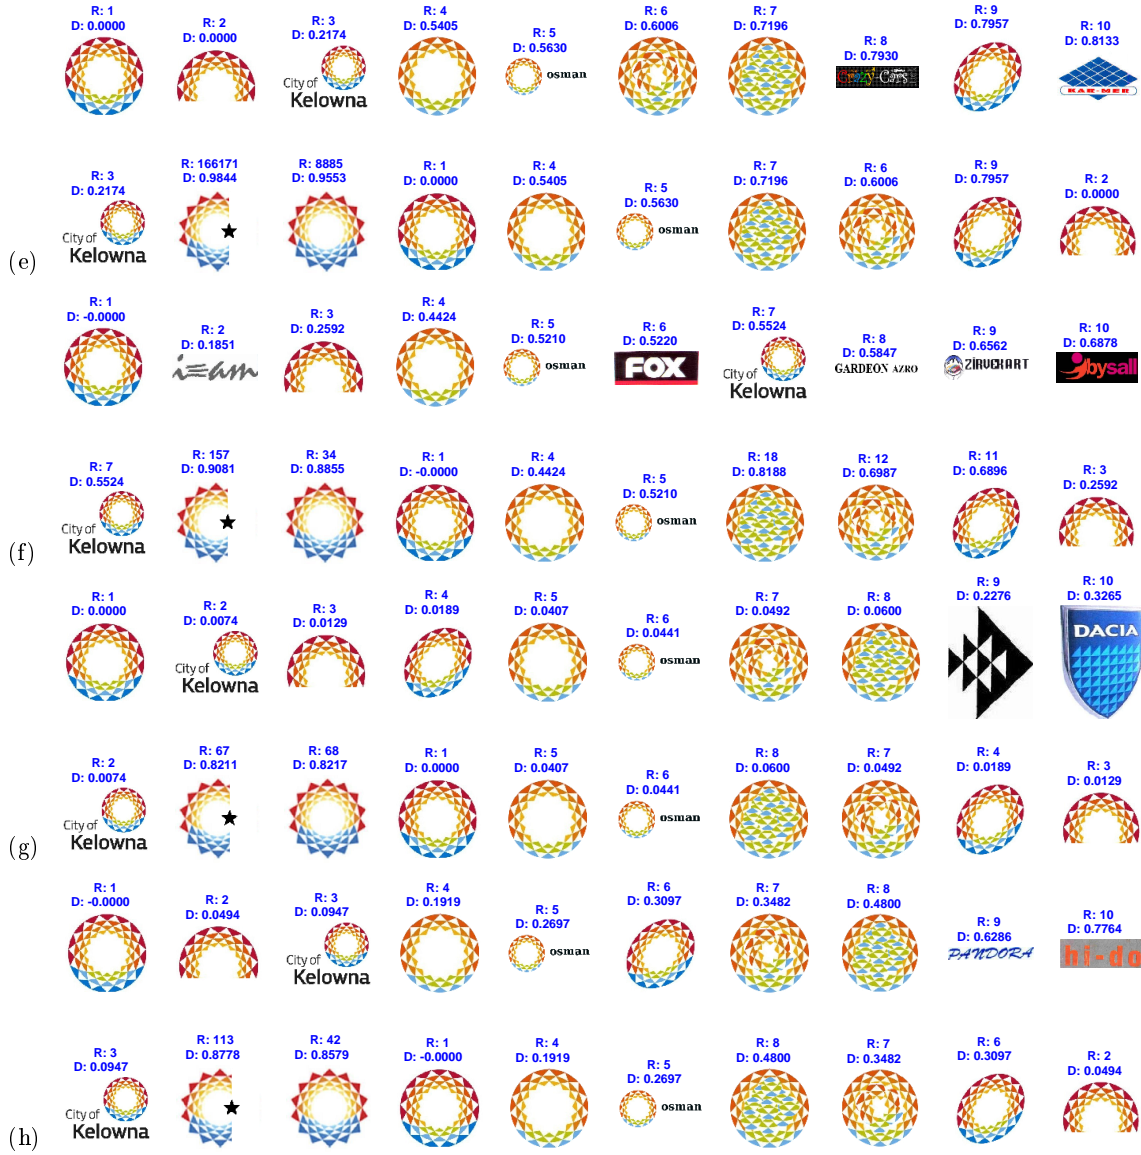 R: 1
D: 0.0000
R: 2
D: 0.0000
R: 3
D: 0.2174
City of
Kelowna
R: 4
D: 0.5405
R: 5
D: 0.5630
osman
R: 6
D: 0.6006
R: 7
D: 0.7196
R: 8
D: 0.7930
Crazy Cars
R: 9
D: 0.7957
R: 10
D: 0.8133
KAR-MER
(e)
R: 3
D: 0.2174
City of
Kelowna
R: 166171
D: 0.9844
R: 8885
D: 0.9553
R: 1
D: 0.0000
R: 4
D: 0.5405
R: 5
D: 0.5630
osman
R: 7
D: 0.7196
R: 6
D: 0.6006
R: 9
D: 0.7957
R: 2
D: 0.0000
R: 1
D: -0.0000
R: 2
D: 0.1851
R: 3
D: 0.2592
R: 4
D: 0.4424
R: 5
D: 0.5210
osman
R: 6
D: 0.5220
FOX
R: 7
D: 0.5524
City of
Kelowna
R: 8
D: 0.5847
GARDEON AZRO
R: 9
D: 0.6562
R: 10
D: 0.6878
bysall
(f)
R: 7
D: 0.5524
City of
Kelowna
R: 157
D: 0.9081
R: 34
D: 0.8855
R: 1
D: -0.0000
R: 4
D: 0.4424
R: 5
D: 0.5210
osman
R: 18
D: 0.8188
R: 12
D: 0.6987
R: 11
D: 0.6896
R: 3
D: 0.2592
R: 1
D: 0.0000
R: 2
D: 0.0074
City of
Kelowna
R: 3
D: 0.0129
R: 4
D: 0.0189
R: 5
D: 0.0407
R: 6
D: 0.0441
osman
R: 7
D: 0.0492
R: 8
D: 0.0600
R: 9
D: 0.2276
R: 10
D: 0.3265
DACIA
(g)
R: 2
D: 0.0074
City of
Kelowna
R: 67
D: 0.8211
R: 68
D: 0.8217
R: 1
D: 0.0000
R: 5
D: 0.0407
R: 6
D: 0.0441
osman
R: 8
D: 0.0600
R: 7
D: 0.0492
R: 4
D: 0.0189
R: 3
D: 0.0129
R: 1
D: -0.0000
R: 2
D: 0.0494
R: 3
D: 0.0947
City of
Kelowna
R: 4
D: 0.1919
R: 5
D: 0.2697
osman
R: 6
D: 0.3097
R: 7
D: 0.3482
R: 8
D: 0.4800
R: 9
D: 0.6286
PANDORA
R: 10
D: 0.7764
hi-do
(h)
R: 3
D: 0.0947
City of
Kelowna
R: 113
D: 0.8778
R: 42
D: 0.8579
R: 1
D: -0.0000
R: 4
D: 0.1919
R: 5
D: 0.2697
osman
R: 8
D: 0.4800
R: 7
D: 0.3482
R: 6
D: 0.3097
R: 2
D: 0.0494